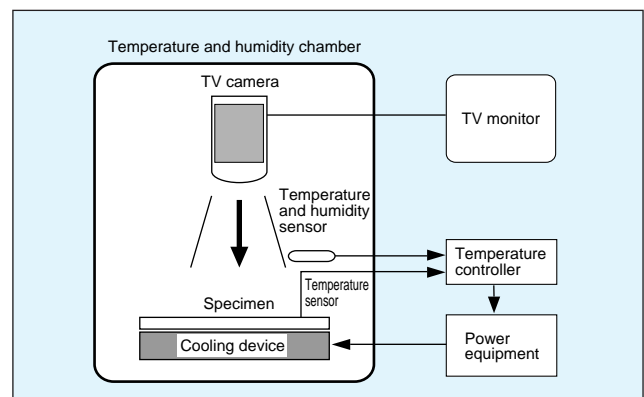 Temperature and humidity chamber
TV camera
TV monitor
Temperature
and humidity
sensor
Temperature
controller
Temperature
sensor
Specimen
Cooling device
Power
equipment